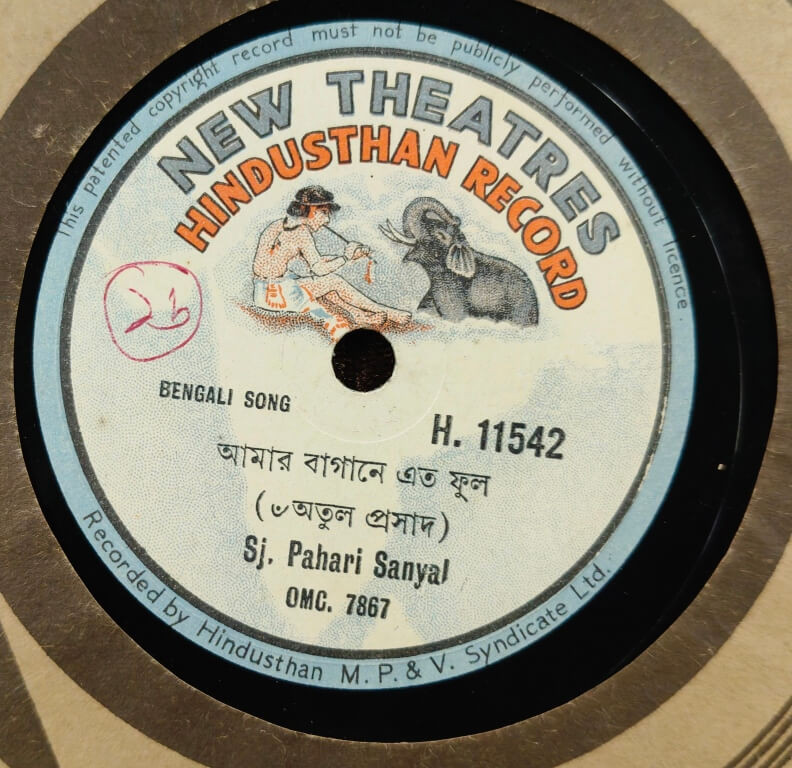 This patented copyright record must not be publicly performed without licence.
NEW THEATRES
HINDUSTHAN RECORD
২৬
BENGALI SONG
H. 11542
আমার বাগানে এত ফুল
(৺অতুল প্রসাদ)
Sj. Pahari Sanyal
OMC. 7867
Recorded by Hindusthan M. P. & V. Syndicate Ltd.